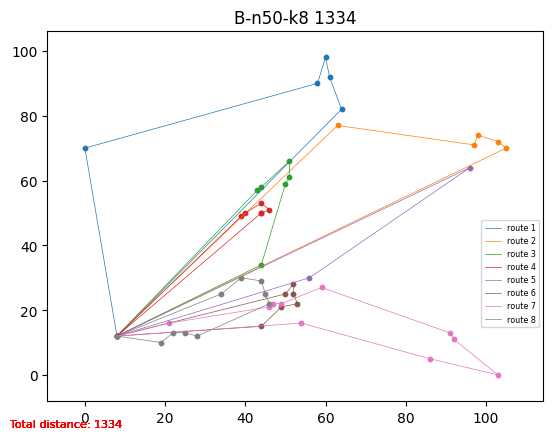 B-n50-k8 1334
100
80
60
40
20
0
0 20 40 60 80 100
route 1
route 2
route 3
route 4
route 5
route 6
route 7
route 8
Total distance: 1334